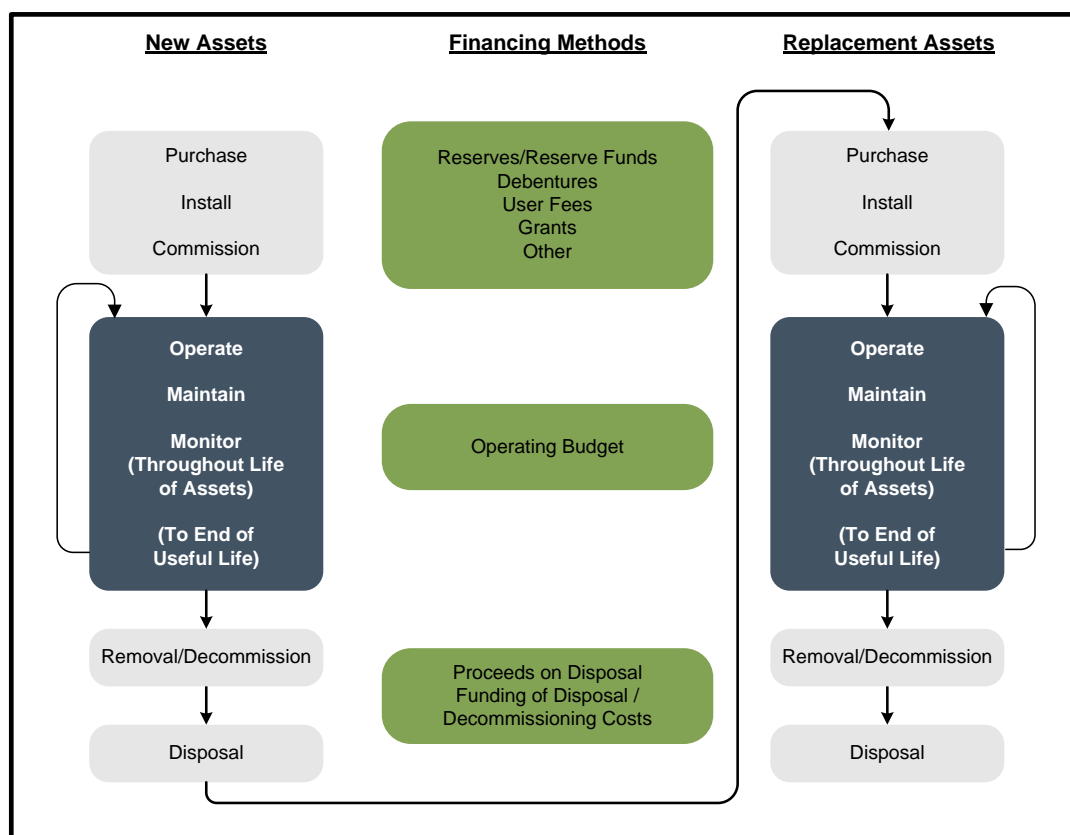 New Assets
Financing Methods
Replacement Assets
Purchase
Install
Commission
Operate
Maintain
Monitor
(Throughout Life
of Assets)
(To End of
Useful Life)
Removal/Decommission
Disposal
Reserves/Reserve Funds
Debentures
User Fees
Grants
Other
Operating Budget
Proceeds on Disposal
Funding of Disposal /
Decommissioning Costs
Purchase
Install
Commission
Operate
Maintain
Monitor
(Throughout Life
of Assets)
(To End of
Useful Life)
Removal/Decommission
Disposal